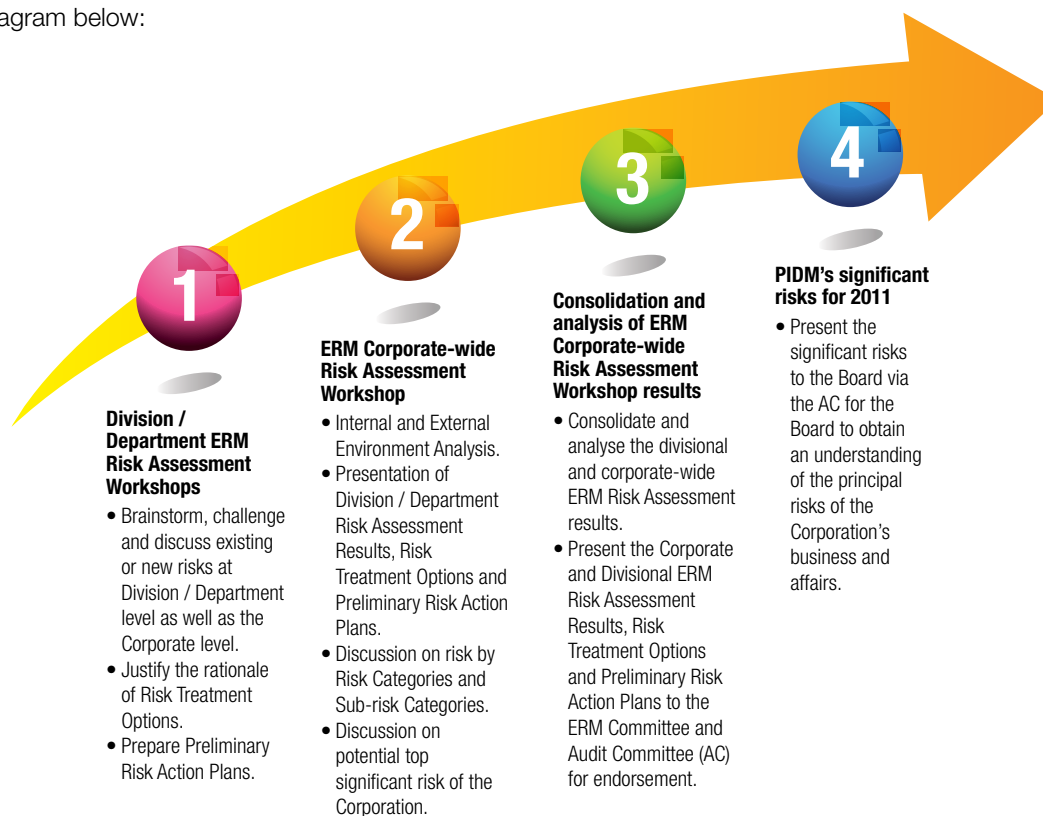 agram below:
1
Division /
Department ERM
Risk Assessment
Workshops
• Brainstorm, challenge
and discuss existing
or new risks at
Division / Department
level as well as the
Corporate level.
• Justify the rationale
of Risk Treatment
Options.
• Prepare Preliminary
Risk Action Plans.
2
ERM Corporate-wide
Risk Assessment
Workshop
• Internal and External
Environment Analysis.
• Presentation of
Division / Department
Risk Assessment
Results, Risk
Treatment Options and
Preliminary Risk Action
Plans.
• Discussion on risk by
Risk Categories and
Sub-risk Categories.
• Discussion on
potential top
significant risk of the
Corporation.
3
Consolidation and
analysis of ERM
Corporate-wide
Risk Assessment
Workshop results
• Consolidate and
analyse the divisional
and corporate-wide
ERM Risk Assessment
results.
• Present the Corporate
and Divisional ERM
Risk Assessment
Results, Risk
Treatment Options
and Preliminary Risk
Action Plans to the
ERM Committee and
Audit Committee (AC)
for endorsement.
4
PIDM's significant
risks for 2011
• Present the
significant risks
to the Board via
the AC for the
Board to obtain
an understanding
of the principal
risks of the
Corporation's
business and
affairs.